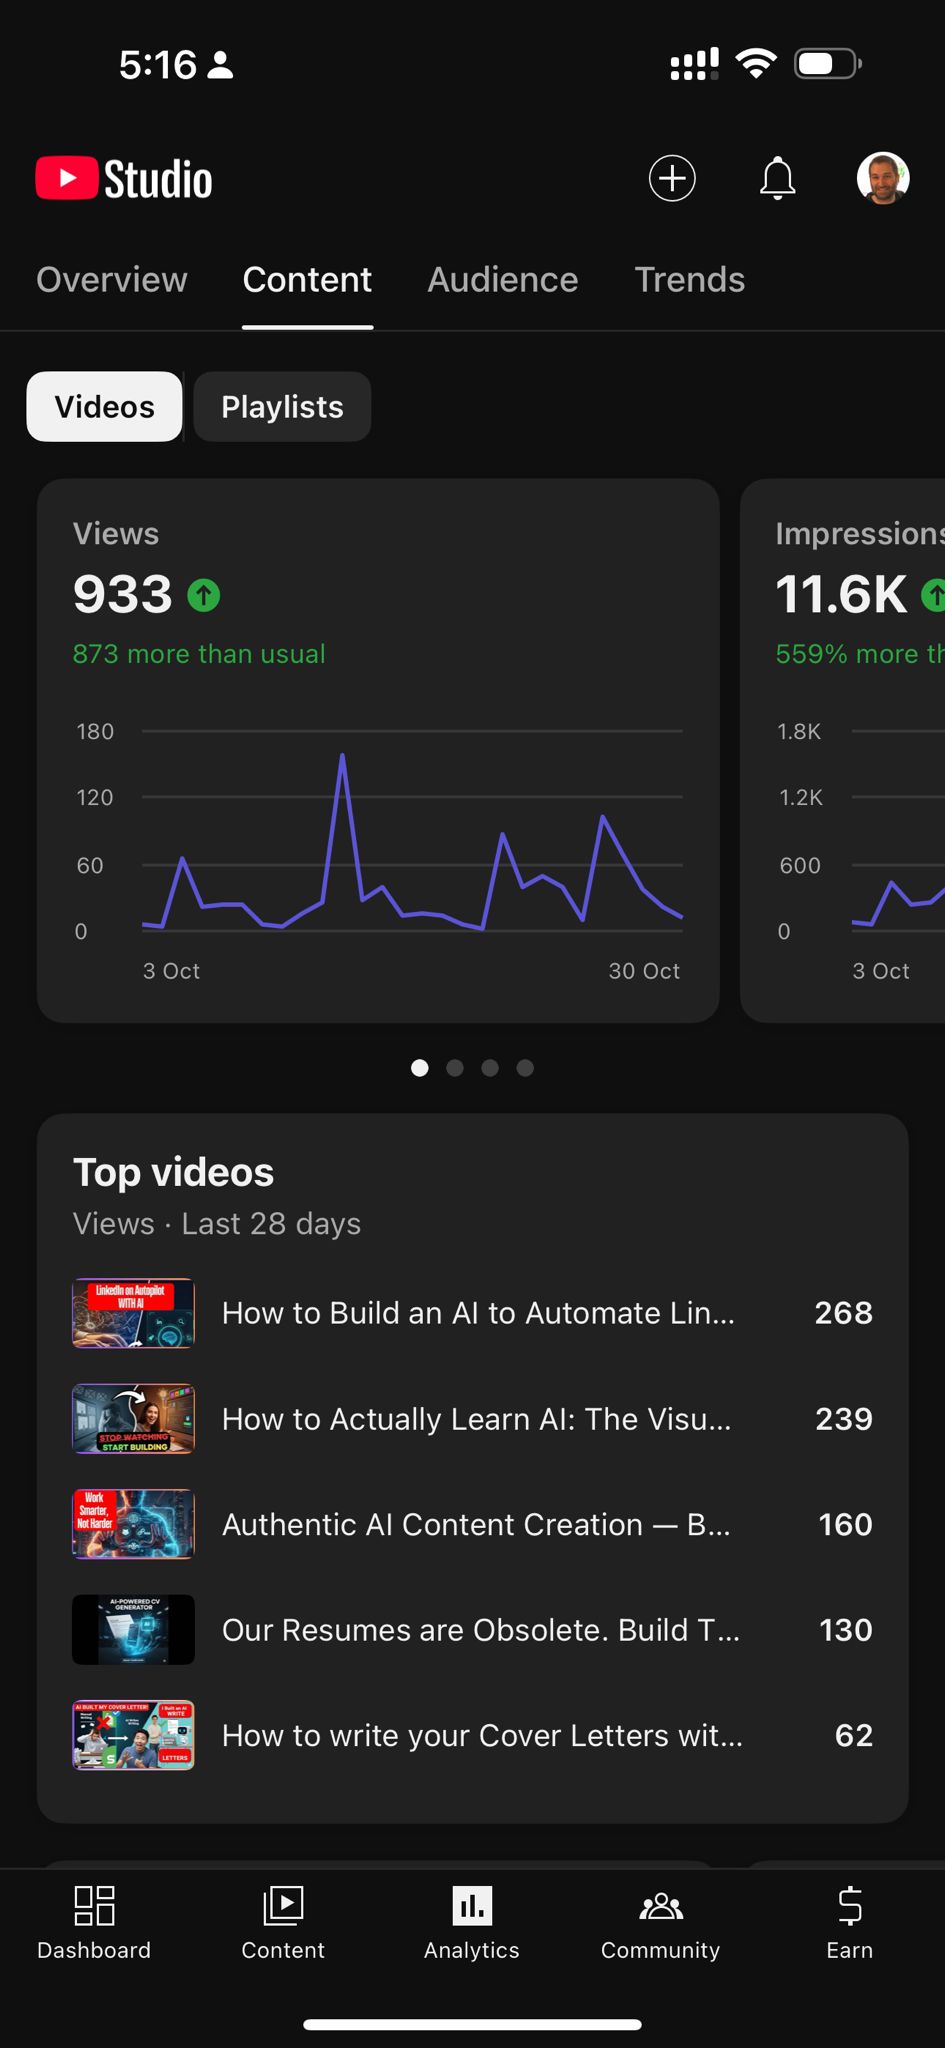 5:16
Studio
Overview Content Audience Trends
Videos Playlists
Views
933
873 more than usual
180
120
60
0
3 Oct 30 Oct
Impressions
11.6K
559% more th
1.8K
1.2K
600
0
3 Oct
Top videos
Views · Last 28 days
LinkedIn on Autopilot
WITH AI
How to Build an AI to Automate Lin... 268
STOP WATCHING
START BUILDING
How to Actually Learn AI: The Visu... 239
Work
Smarter,
Not Harder
Authentic AI Content Creation — B... 160
AI-POWERED CV
GENERATOR
Our Resumes are Obsolete. Build T... 130
AI BUILT MY COVER LETTER!
I Built an AI
WRITE
LETTERS
How to write your Cover Letters wit... 62
Dashboard Content Analytics Community Earn